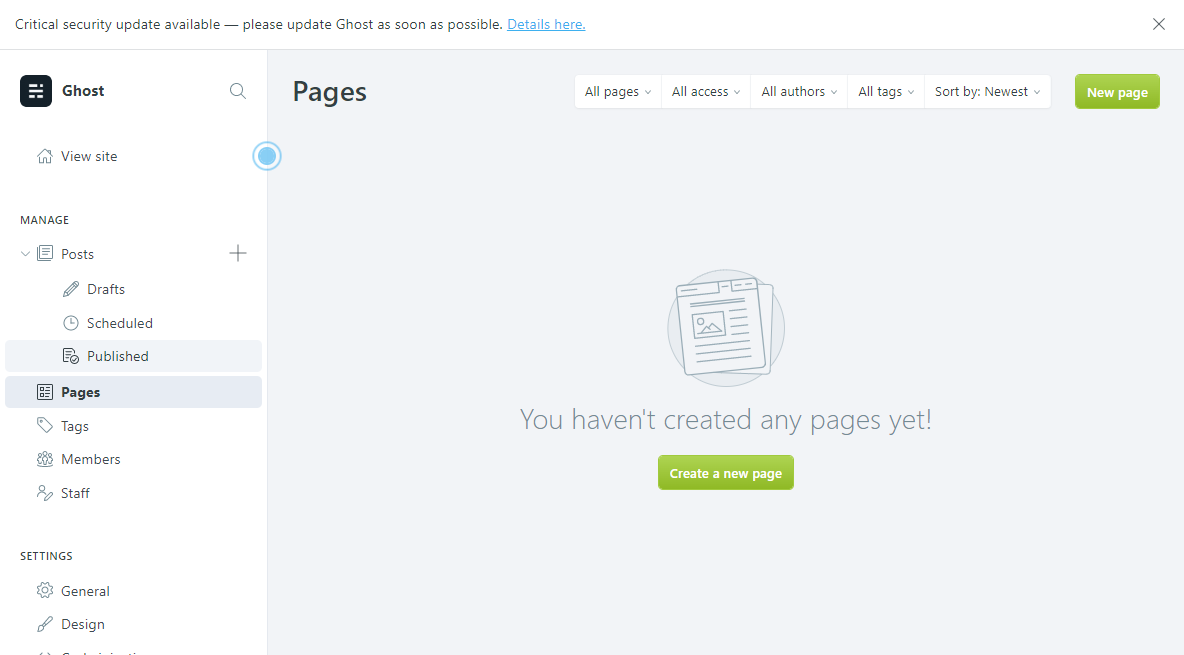 Critical security update available — please update Ghost as soon as possible. Details here.
Ghost
View site
MANAGE
Posts
Drafts
Scheduled
Published
Pages
Tags
Members
Staff
SETTINGS
General
Design
Pages
All pages
All access
All authors
All tags
Sort by: Newest
New page
You haven't created any pages yet!
Create a new page